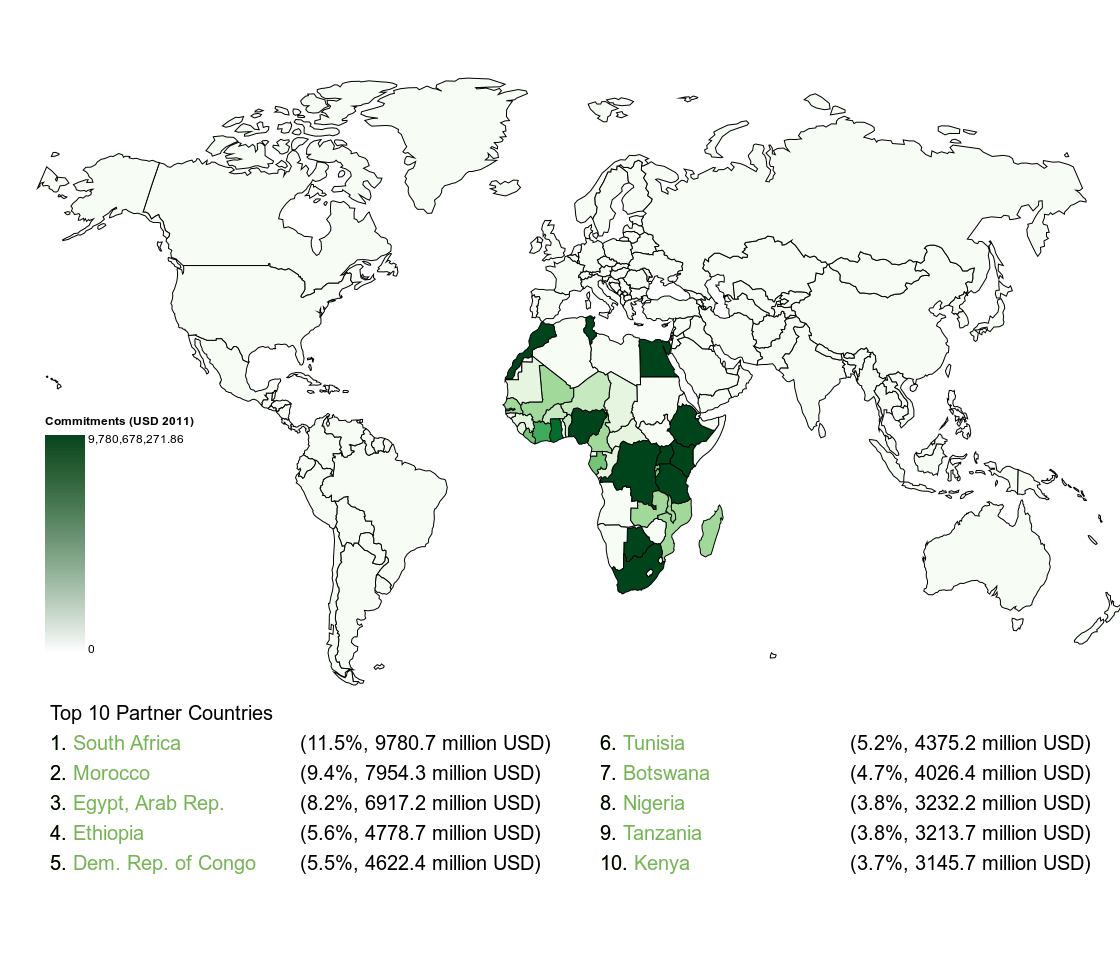 Commitments (USD 2011)
9,780,678,271.86
0
Top 10 Partner Countries
1. South Africa (11.5%, 9780.7 million USD)
2. Morocco (9.4%, 7954.3 million USD)
3. Egypt, Arab Rep. (8.2%, 6917.2 million USD)
4. Ethiopia (5.6%, 4778.7 million USD)
5. Dem. Rep. of Congo (5.5%, 4622.4 million USD)
6. Tunisia (5.2%, 4375.2 million USD)
7. Botswana (4.7%, 4026.4 million USD)
8. Nigeria (3.8%, 3232.2 million USD)
9. Tanzania (3.8%, 3213.7 million USD)
10. Kenya (3.7%, 3145.7 million USD)